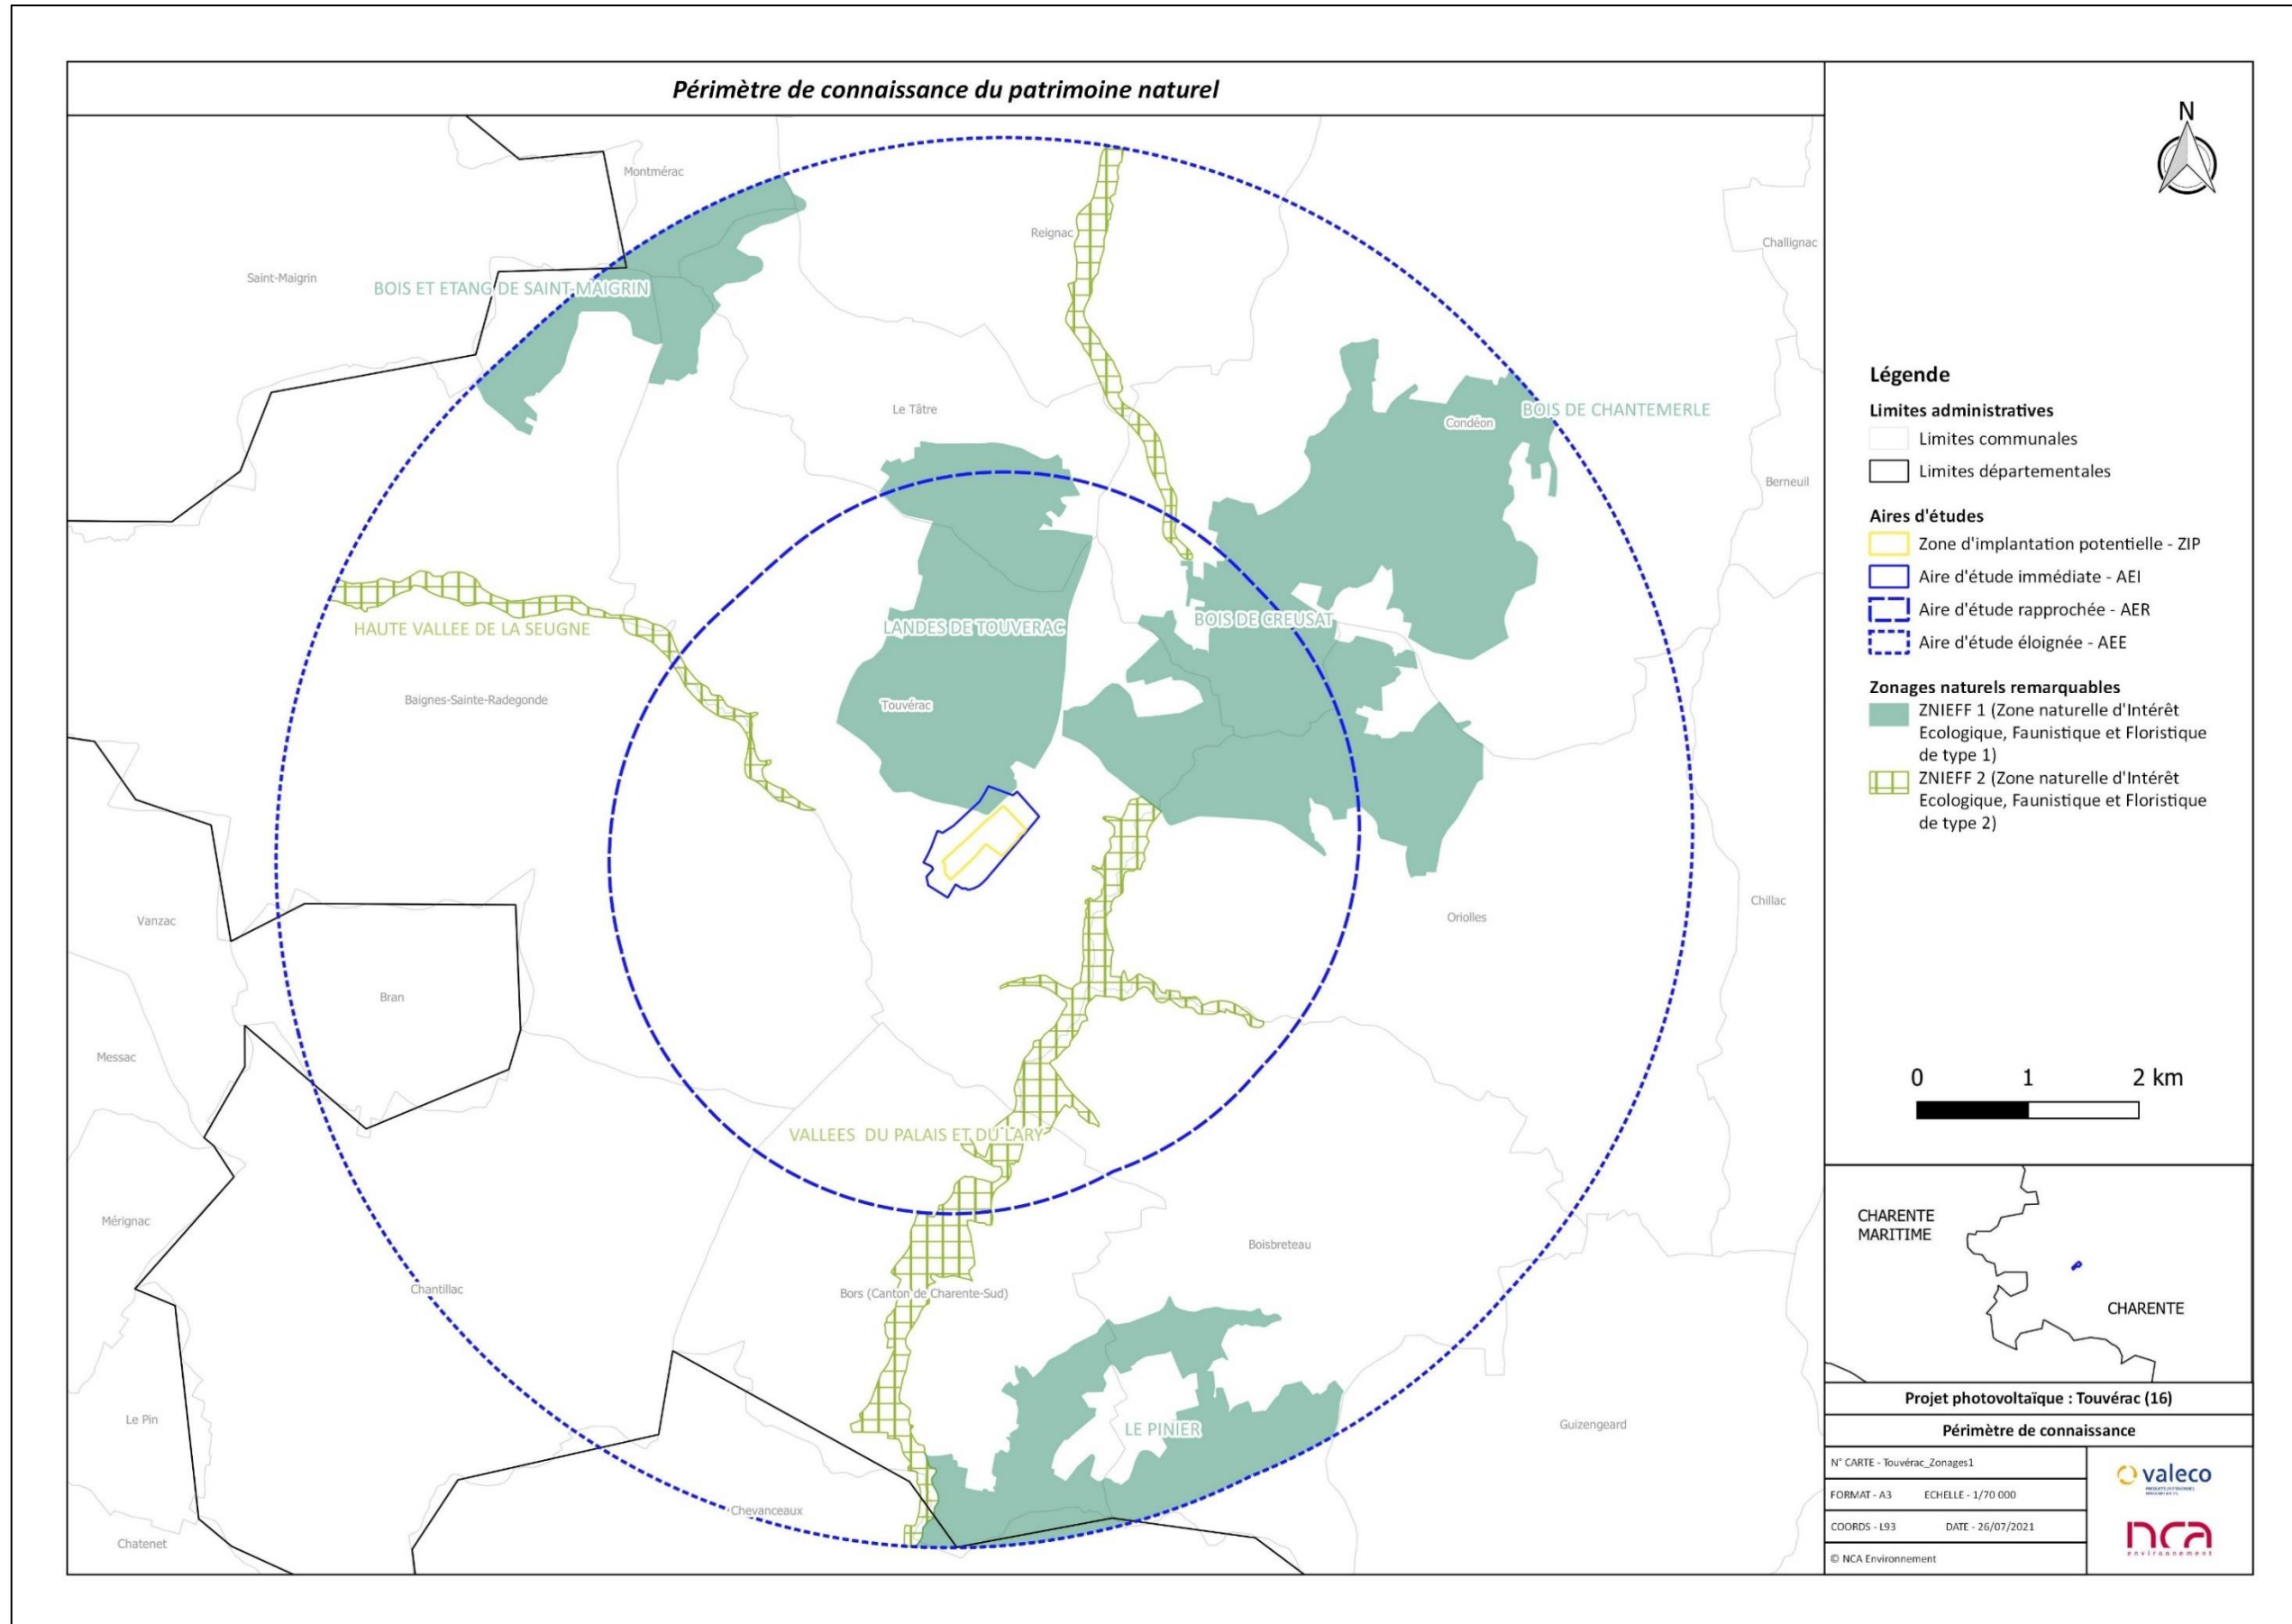 Périmètre de connaissance du patrimoine naturel
N
Montmérac
Reignac
Challignac
Saint-Maigrin
BOIS ET ETANG DE SAINT-MAIGRIN
Le Tâtre
BOIS DE CHANTEMERLE
Condéon
Berneuil
HAUTE VALLEE DE LA SEUGNE
LANDES DE TOUVERAC
BOIS DE CREUSAT
Baignes-Sainte-Radegonde
Touvérac
Vanzac
Oriolles
Chillac
Bran
Messac
VALLEES DU PALAIS ET DU LARY
Mérignac
Boisbreteau
Chantillac
Bors (Canton de Charente-Sud)
Le Pin
LE PINIER
Guizengeard
Chevanceaux
Chatenet
Légende
Limites administratives
Limites communales
Limites départementales
Aires d'études
Zone d'implantation potentielle - ZIP
Aire d'étude immédiate - AEI
Aire d'étude rapprochée - AER
Aire d'étude éloignée - AEE
Zonages naturels remarquables
ZNIEFF 1 (Zone naturelle d'Intérêt
Ecologique, Faunistique et Floristique
de type 1)
ZNIEFF 2 (Zone naturelle d'Intérêt
Ecologique, Faunistique et Floristique
de type 2)
0 1 2 km
CHARENTE
MARITIME
CHARENTE
Projet photovoltaïque : Touvérac (16)
Périmètre de connaissance
N° CARTE - Touvérac_Zonages1
FORMAT - A3 ECHELLE - 1/70 000
COORDS - L93 DATE - 26/07/2021
© NCA Environnement
valeco
nca
environnement